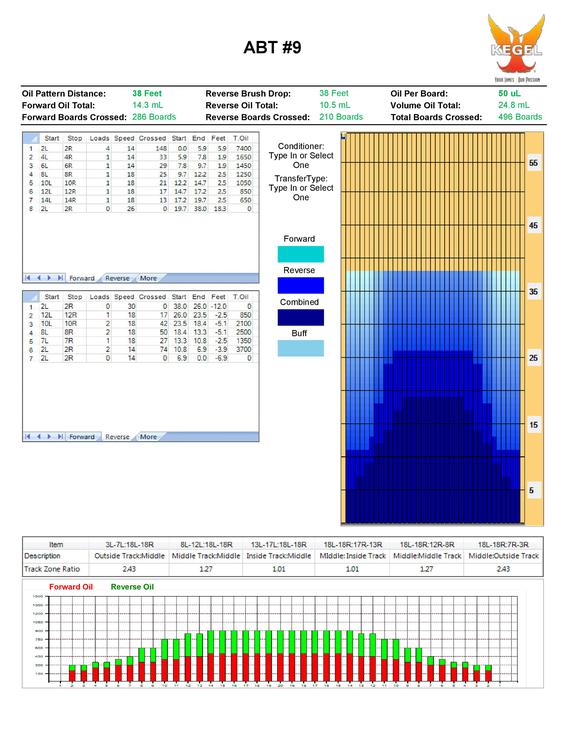 ABT #9
KEGEL
Oil Pattern Distance: 38 Feet Reverse Brush Drop: 38 Feet Oil Per Board: 50 uL
Forward Oil Total: 14.3 mL Reverse Oil Total: 10.5 mL Volume Oil Total: 24.8 mL
Forward Boards Crossed: 286 Boards Reverse Boards Crossed: 210 Boards Total Boards Crossed: 496 Boards
Start Stop Loads Speed Crossed Start End Feet T.Oil
1 2L 2R 4 14 148 0.0 5.9 5.9 7400
2 4L 4R 1 14 33 5.9 7.8 1.9 1650
3 6L 6R 1 14 29 7.8 9.7 1.9 1450
4 8L 8R 1 18 25 9.7 12.2 2.5 1250
5 10L 10R 1 18 21 12.2 14.7 2.5 1050
6 12L 12R 1 18 17 14.7 17.2 2.5 850
7 14L 14R 1 18 13 17.2 19.7 2.5 650
8 2L 2R 0 26 0 19.7 38.0 18.3 0
Forward Reverse More
Start Stop Loads Speed Crossed Start End Feet T.Oil
1 2L 2R 0 30 0 38.0 26.0 -12.0 0
2 12L 12R 1 18 17 26.0 23.5 -2.5 850
3 10L 10R 2 18 42 23.5 18.4 -5.1 2100
4 8L 8R 2 18 50 18.4 13.3 -5.1 2500
5 7L 7R 1 18 27 13.3 10.8 -2.5 1350
6 2L 2R 2 14 74 10.8 6.9 -3.9 3700
7 2L 2R 0 14 0 6.9 0.0 -6.9 0
Forward Reverse More
Conditioner:
Type In or Select
One
TransferType:
Type In or Select
One
Forward
Reverse
Combined
Buff
55
45
35
25
15
5
Item 3L-7L:18L-18R 8L-12L:18L-18R 13L-17L:18L-18R 18L-18R:17R-13R 18L-18R:12R-8R 18L-18R:7R-3R
Description Outside Track:Middle Middle Track:Middle Inside Track:Middle MIddle:Inside Track Middle:Middle Track Middle:Outside Track
Track Zone Ratio 2.43 1.27 1.01 1.01 1.27 2.43
Forward Oil Reverse Oil